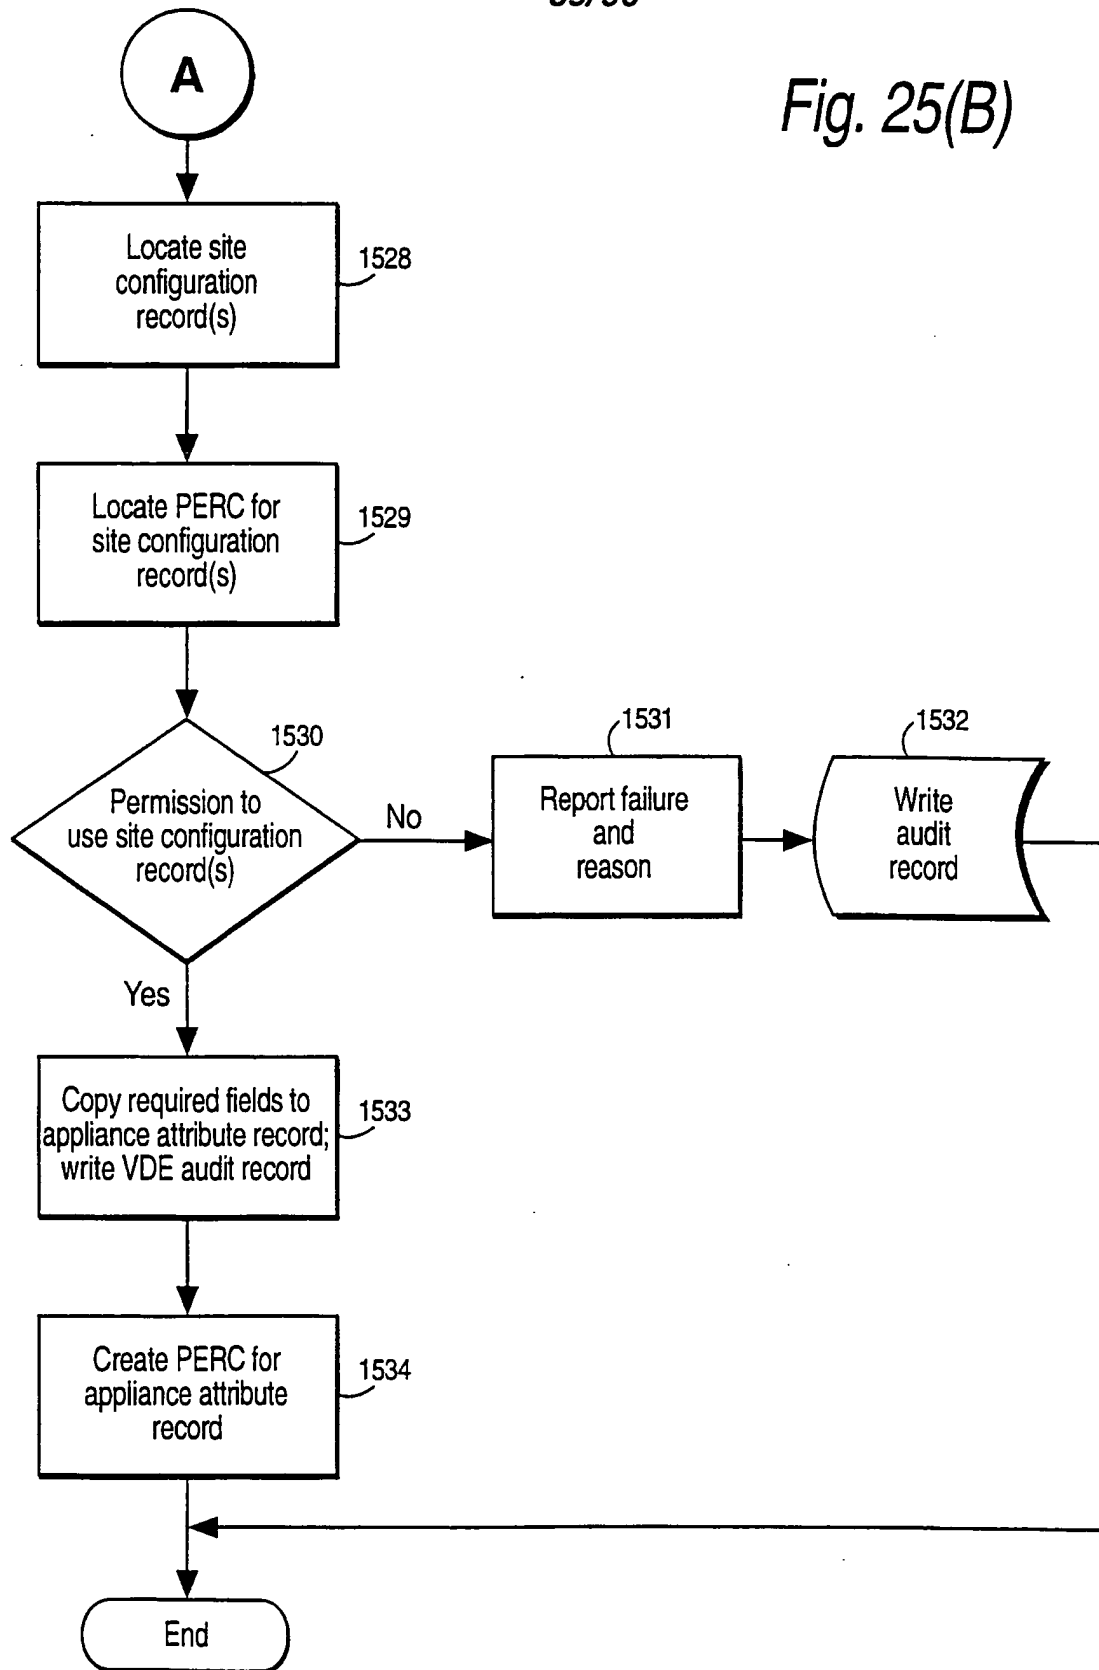 A
Fig. 25(B)
Locate site
configuration
record(s)
1528
Locate PERC for
site configuration
record(s)
1529
1530
Permission to
use site configuration
record(s)
No
Yes
1531
Report failure
and
reason
1532
Write
audit
record
Copy required fields to
appliance attribute record;
write VDE audit record
1533
Create PERC for
appliance attribute
record
1534
End